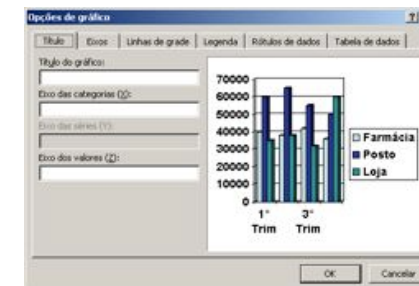 Opções de gráfico
Título Eixos Linhas de grade Legenda Rótulos de dados Tabela de dados
Título do gráfico:
Eixo das categorias (X):
Eixo das séries (Y):
Eixo dos valores (Z):
70000
60000
50000
40000
30000
20000
10000
0
1° 3°
Trim Trim
Farmácia
Posto
Loja
OK Cancelar